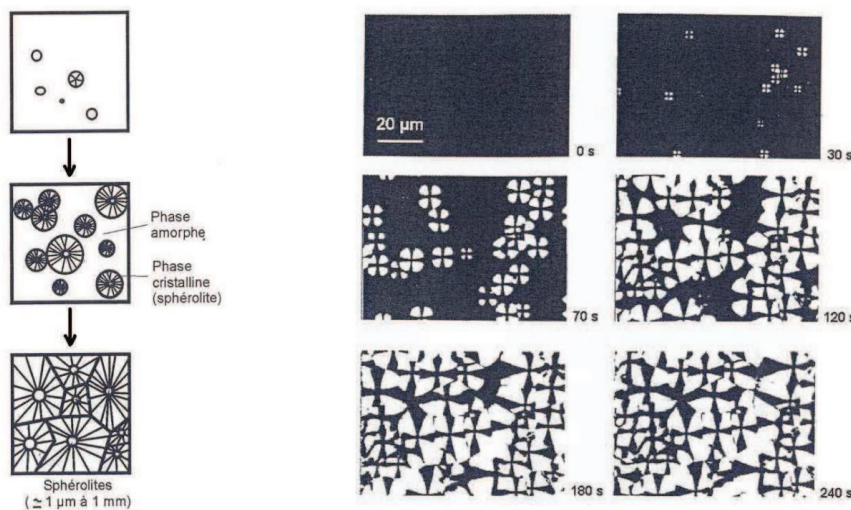 Phase
amorphe
Phase
cristalline
(sphérolite)
Sphérolites
( ≃ 1 µm à 1 mm)
20 µm
0 s
30 s
70 s
120 s
180 s
240 s